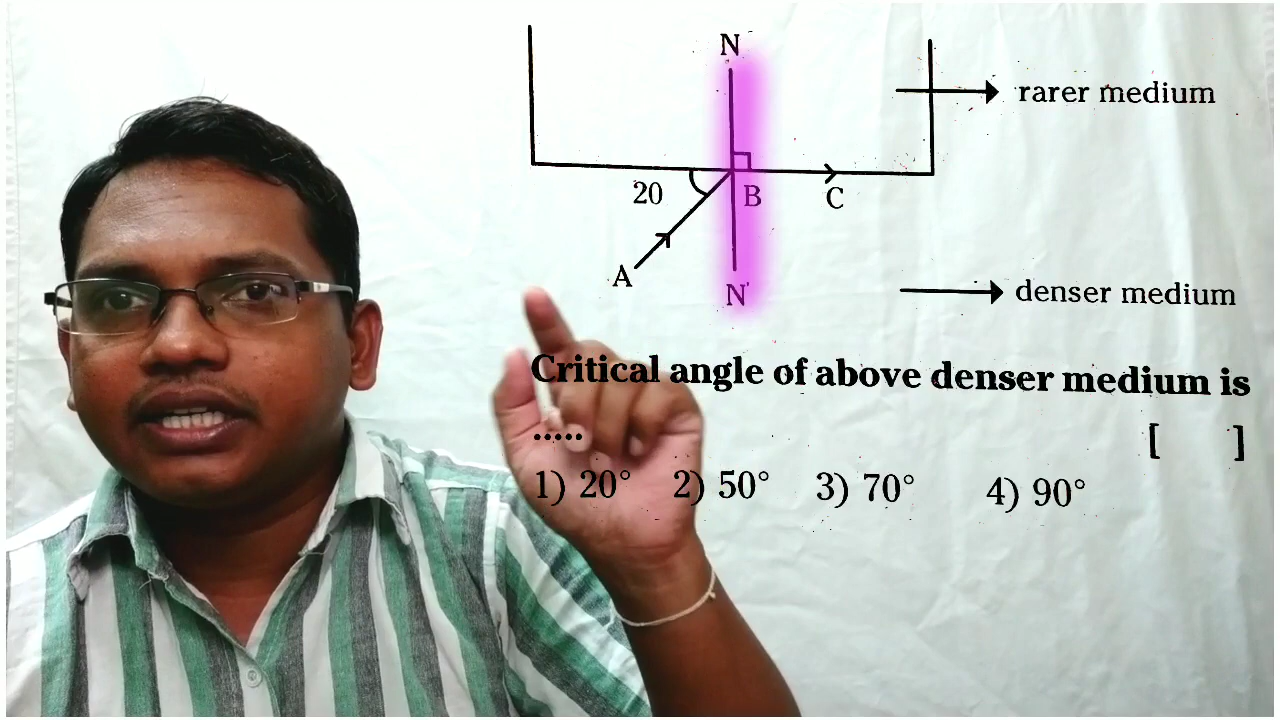 N
rarer medium
20
B
C
A
N'
denser medium
Critical angle of above denser medium is
.....
[ ]
1) 20° 2) 50° 3) 70° 4) 90°